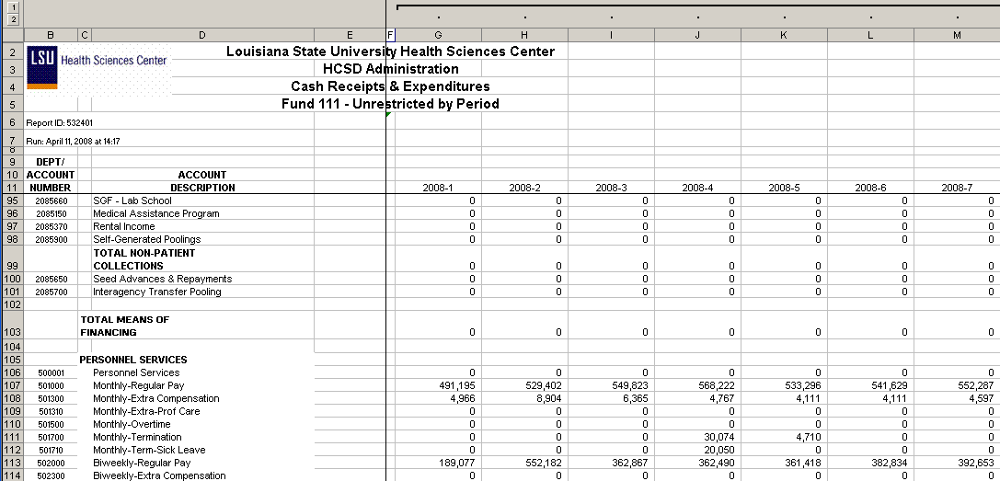 1
2
B C D E F G H I J K L M
2 LSU Health Sciences Center Louisiana State University Health Sciences Center
3 HCSD Administration
4 Cash Receipts & Expenditures
5 Fund 111 - Unrestricted by Period
6 Report ID: 532401
7 Run: April 11, 2008 at 14:17
8
9 DEPT/
10 ACCOUNT ACCOUNT
11 NUMBER DESCRIPTION 2008-1 2008-2 2008-3 2008-4 2008-5 2008-6 2008-7
95 2085660 SGF - Lab School 0 0 0 0 0 0 0
96 2085150 Medical Assistance Program 0 0 0 0 0 0 0
97 2085370 Rental Income 0 0 0 0 0 0 0
98 2085900 Self-Generated Poolings 0 0 0 0 0 0 0
TOTAL NON-PATIENT
99 COLLECTIONS 0 0 0 0 0 0 0
100 2085650 Seed Advances & Repayments 0 0 0 0 0 0 0
101 2085700 Interagency Transfer Pooling 0 0 0 0 0 0 0
102
TOTAL MEANS OF
103 FINANCING 0 0 0 0 0 0 0
104
105 PERSONNEL SERVICES
106 500001 Personnel Services 0 0 0 0 0 0 0
107 501000 Monthly-Regular Pay 491,195 529,402 549,823 568,222 533,296 541,629 552,287
108 501300 Monthly-Extra Compensation 4,966 8,904 6,365 4,767 4,111 4,111 4,597
109 501310 Monthly-Extra-Prof Care 0 0 0 0 0 0 0
110 501500 Monthly-Overtime 0 0 0 0 0 0 0
111 501700 Monthly-Termination 0 0 0 30,074 4,710 0 0
112 501710 Monthly-Term-Sick Leave 0 0 0 20,050 0 0 0
113 502000 Biweekly-Regular Pay 189,077 552,182 362,867 362,490 361,418 382,834 392,653
114 502300 Biweekly-Extra Compensation 0 0 0 0 0 0 0